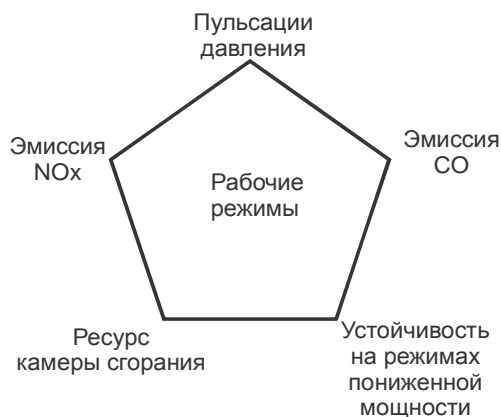 Пульсации
давления
Эмиссия
NOx
Эмиссия
CO
Рабочие
режимы
Ресурс
камеры сгорания
Устойчивость
на режимах
пониженной
мощности